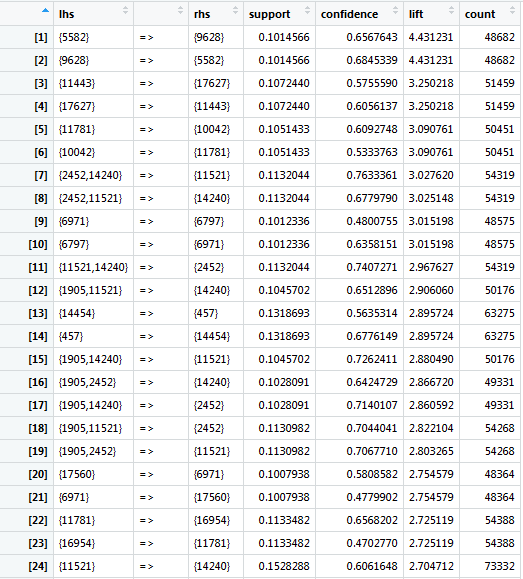 lhs rhs support confidence lift count
[1] {5582} => {9628} 0.1014566 0.6567643 4.431231 48682
[2] {9628} => {5582} 0.1014566 0.6845339 4.431231 48682
[3] {11443} => {17627} 0.1072440 0.5755590 3.250218 51459
[4] {17627} => {11443} 0.1072440 0.6056137 3.250218 51459
[5] {11781} => {10042} 0.1051433 0.6092748 3.090761 50451
[6] {10042} => {11781} 0.1051433 0.5333763 3.090761 50451
[7] {2452,14240} => {11521} 0.1132044 0.7633361 3.027620 54319
[8] {2452,11521} => {14240} 0.1132044 0.6779790 3.025148 54319
[9] {6971} => {6797} 0.1012336 0.4800755 3.015198 48575
[10] {6797} => {6971} 0.1012336 0.6358151 3.015198 48575
[11] {11521,14240} => {2452} 0.1132044 0.7407271 2.967627 54319
[12] {1905,11521} => {14240} 0.1045702 0.6512896 2.906060 50176
[13] {14454} => {457} 0.1318693 0.5635314 2.895724 63275
[14] {457} => {14454} 0.1318693 0.6776149 2.895724 63275
[15] {1905,14240} => {11521} 0.1045702 0.7262411 2.880490 50176
[16] {1905,2452} => {14240} 0.1028091 0.6424729 2.866720 49331
[17] {1905,14240} => {2452} 0.1028091 0.7140107 2.860592 49331
[18] {1905,11521} => {2452} 0.1130982 0.7044041 2.822104 54268
[19] {1905,2452} => {11521} 0.1130982 0.7067710 2.803265 54268
[20] {17560} => {6971} 0.1007938 0.5808582 2.754579 48364
[21] {6971} => {17560} 0.1007938 0.4779902 2.754579 48364
[22] {11781} => {16954} 0.1133482 0.6568202 2.725119 54388
[23] {16954} => {11781} 0.1133482 0.4702770 2.725119 54388
[24] {11521} => {14240} 0.1528288 0.6061648 2.704712 73332